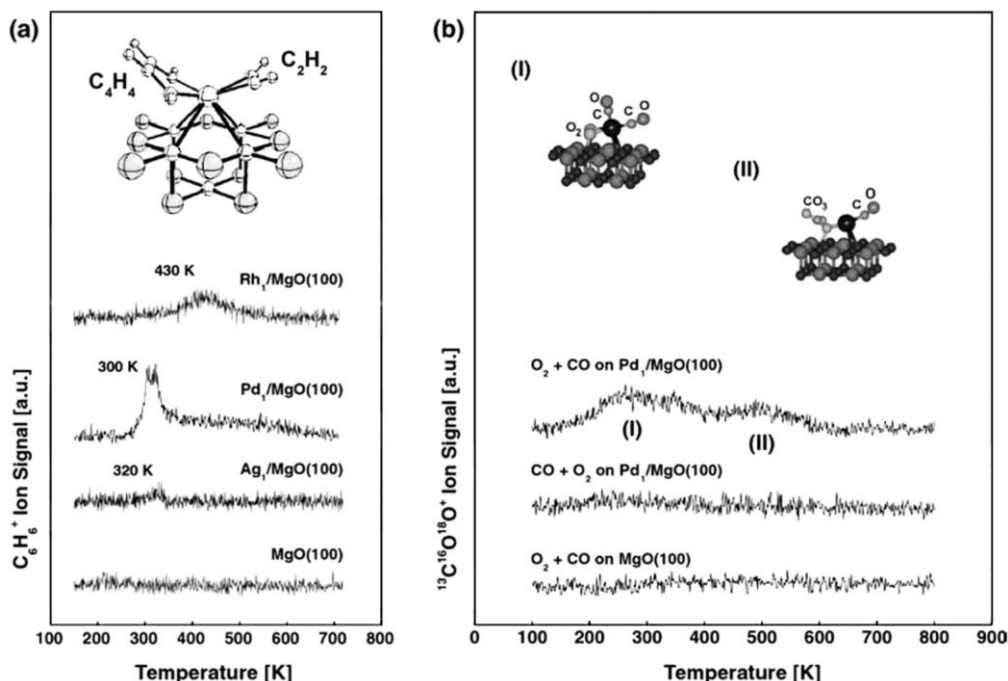 (a)
C4H4
C2H2
430 K
Rh1/MgO(100)
300 K
Pd1/MgO(100)
320 K
Ag1/MgO(100)
MgO(100)
C6H6+ Ion Signal [a.u.]
100 200 300 400 500 600 700 800
Temperature [K]
(b)
(I)
O
C C O
O2
(II)
CO3 C O
O2 + CO on Pd1/MgO(100)
(I) (II)
CO + O2 on Pd1/MgO(100)
O2 + CO on MgO(100)
13C16O18O+ Ion Signal [a.u.]
0 100 200 300 400 500 600 700 800 900
Temperature [K]